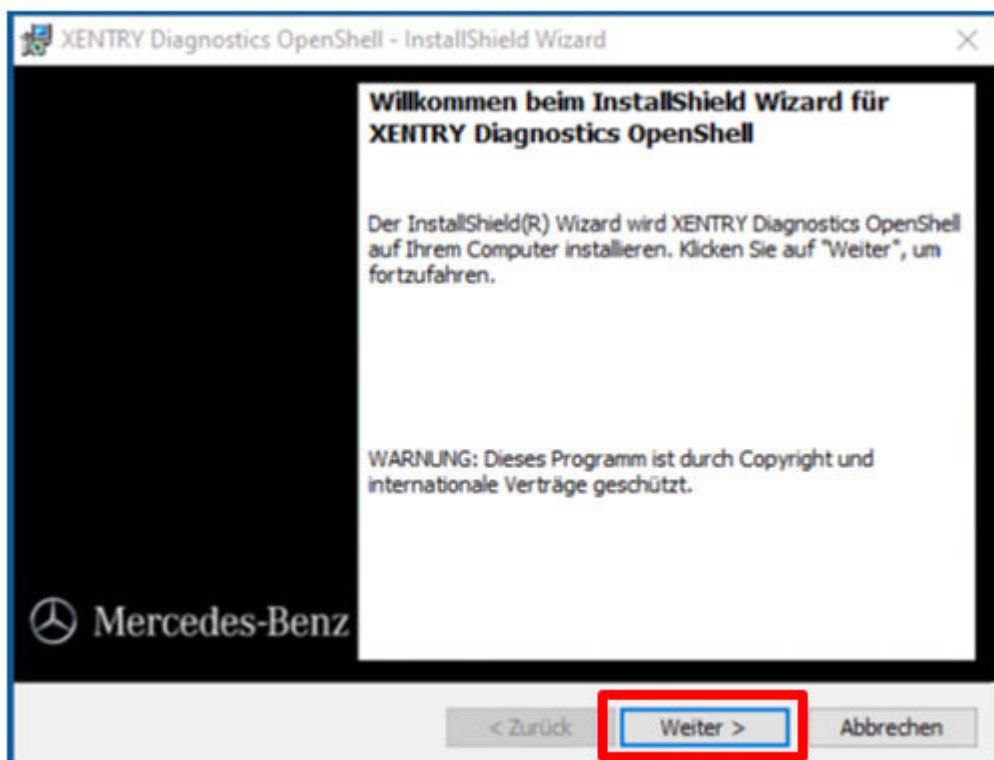 XENTRY Diagnostics OpenShell - InstallShield Wizard
Willkommen beim InstallShield Wizard für
XENTRY Diagnostics OpenShell
Der InstallShield(R) Wizard wird XENTRY Diagnostics OpenShell
auf Ihrem Computer installieren. Klicken Sie auf "Weiter", um
fortzufahren.
WARNUNG: Dieses Programm ist durch Copyright und
internationale Verträge geschützt.
Mercedes-Benz
< Zurück
Weiter >
Abbrechen